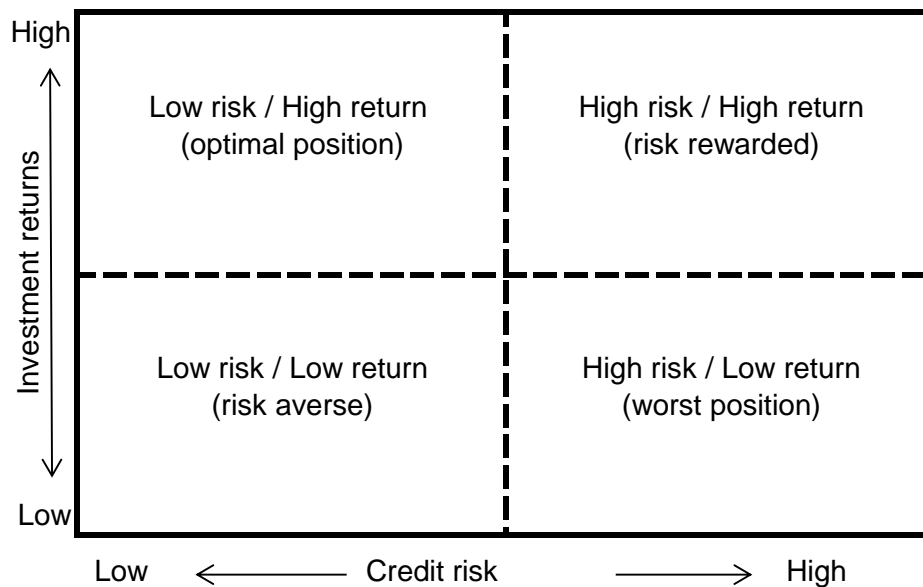 High
Low risk / High return
(optimal position)
High risk / High return
(risk rewarded)
Investment returns
Low risk / Low return
(risk averse)
High risk / Low return
(worst position)
Low
Low
Credit risk
High